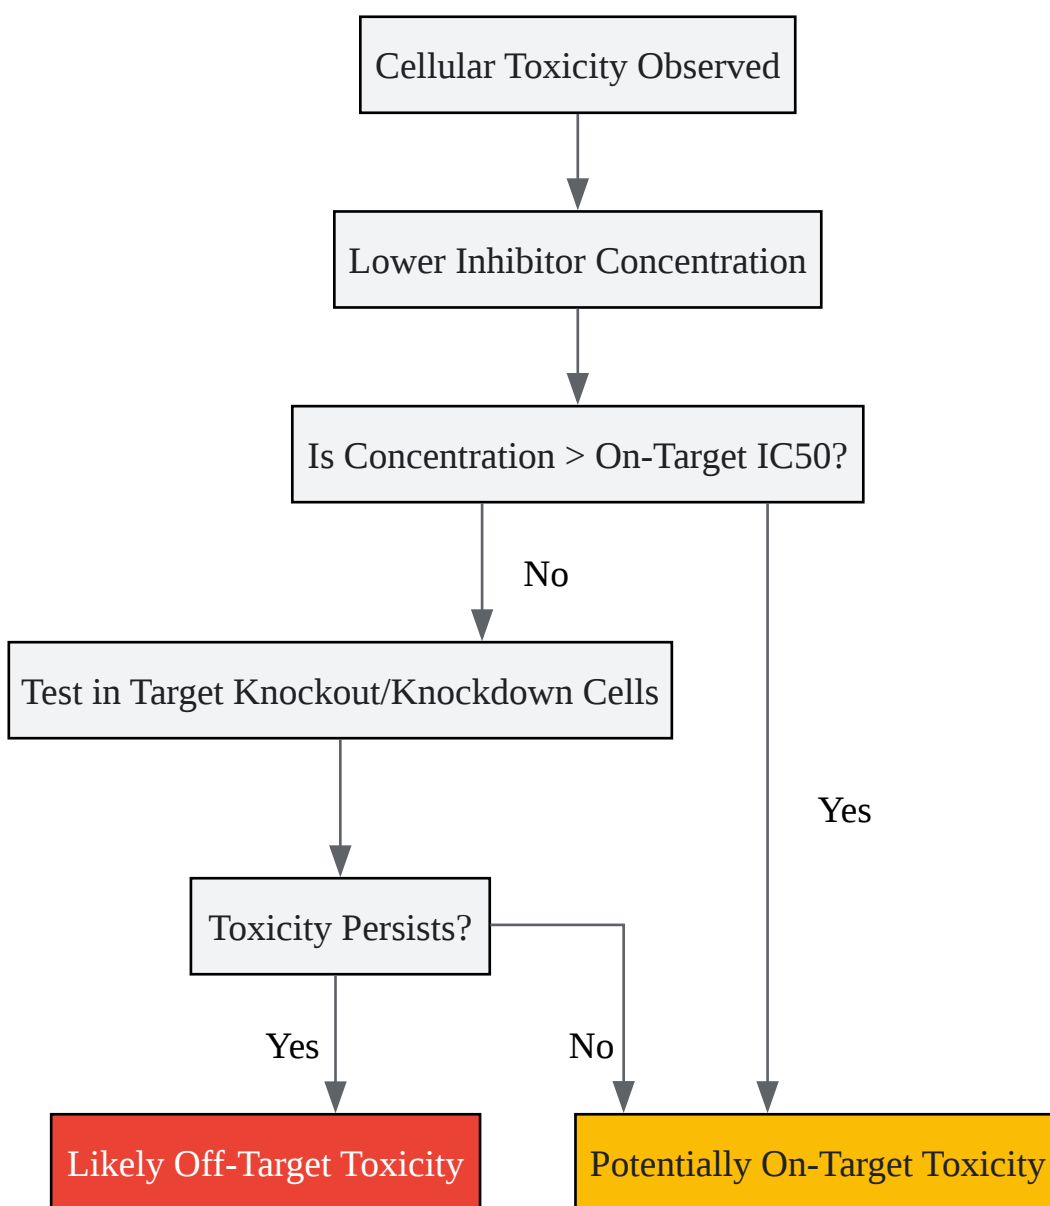 Cellular Toxicity Observed
Lower Inhibitor Concentration
Is Concentration > On-Target IC50?
No
Test in Target Knockout/Knockdown Cells
Yes
Toxicity Persists?
Yes
No
Likely Off-Target Toxicity
Potentially On-Target Toxicity